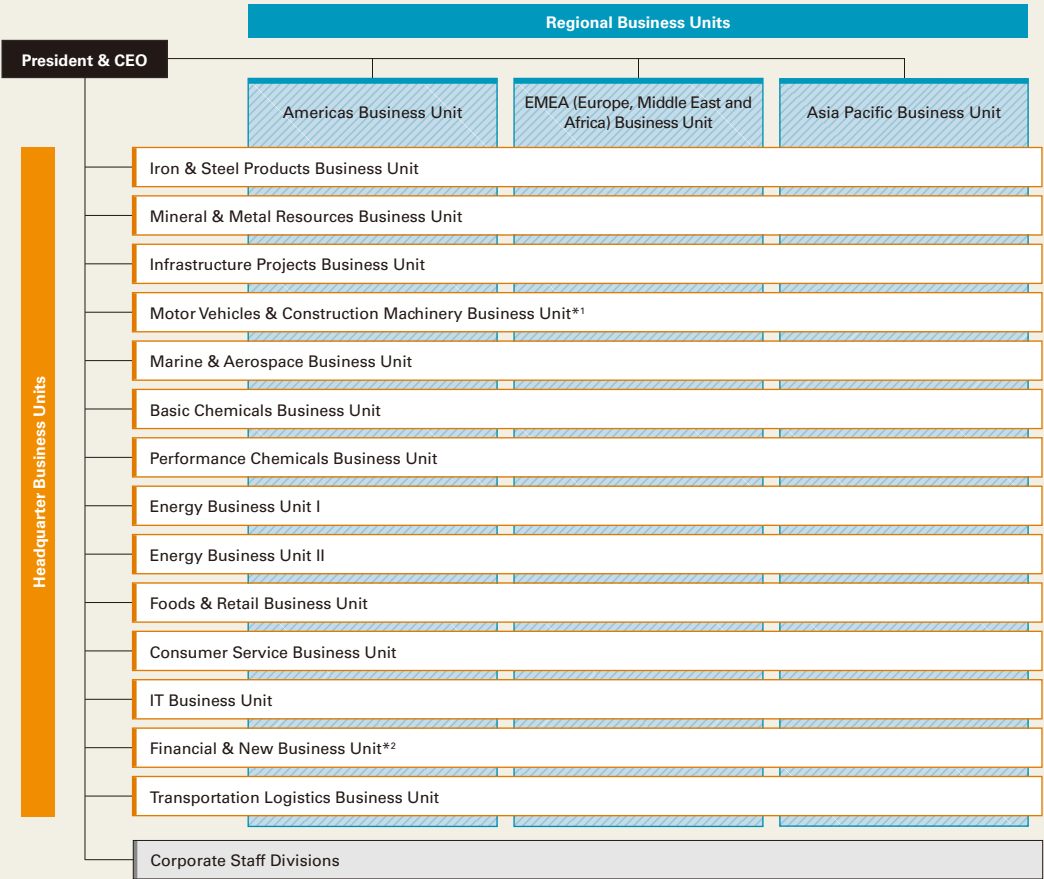 Regional Business Units
President & CEO
Americas Business Unit
EMEA (Europe, Middle East and
Africa) Business Unit
Asia Pacific Business Unit
Headquarter Business Units
Iron & Steel Products Business Unit
Mineral & Metal Resources Business Unit
Infrastructure Projects Business Unit
Motor Vehicles & Construction Machinery Business Unit*1
Marine & Aerospace Business Unit
Basic Chemicals Business Unit
Performance Chemicals Business Unit
Energy Business Unit I
Energy Business Unit II
Foods & Retail Business Unit
Consumer Service Business Unit
IT Business Unit
Financial & New Business Unit*2
Transportation Logistics Business Unit
Corporate Staff Divisions